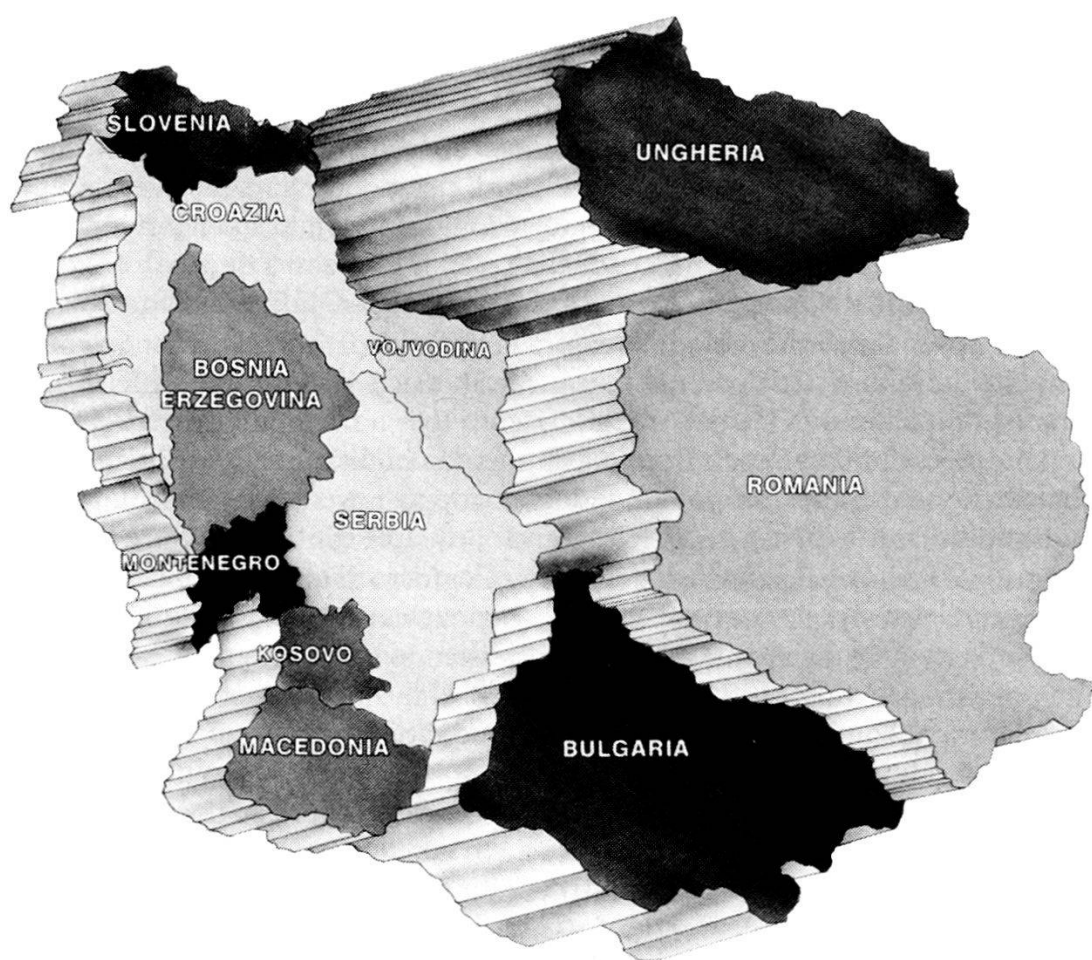 SLOVENIA
UNGHERIA
CROAZIA
VOJVODINA
BOSNIA
ERZEGOVINA
ROMANIA
SERBIA
MONTENEGRO
KOSOVO
MACEDONIA
BULGARIA